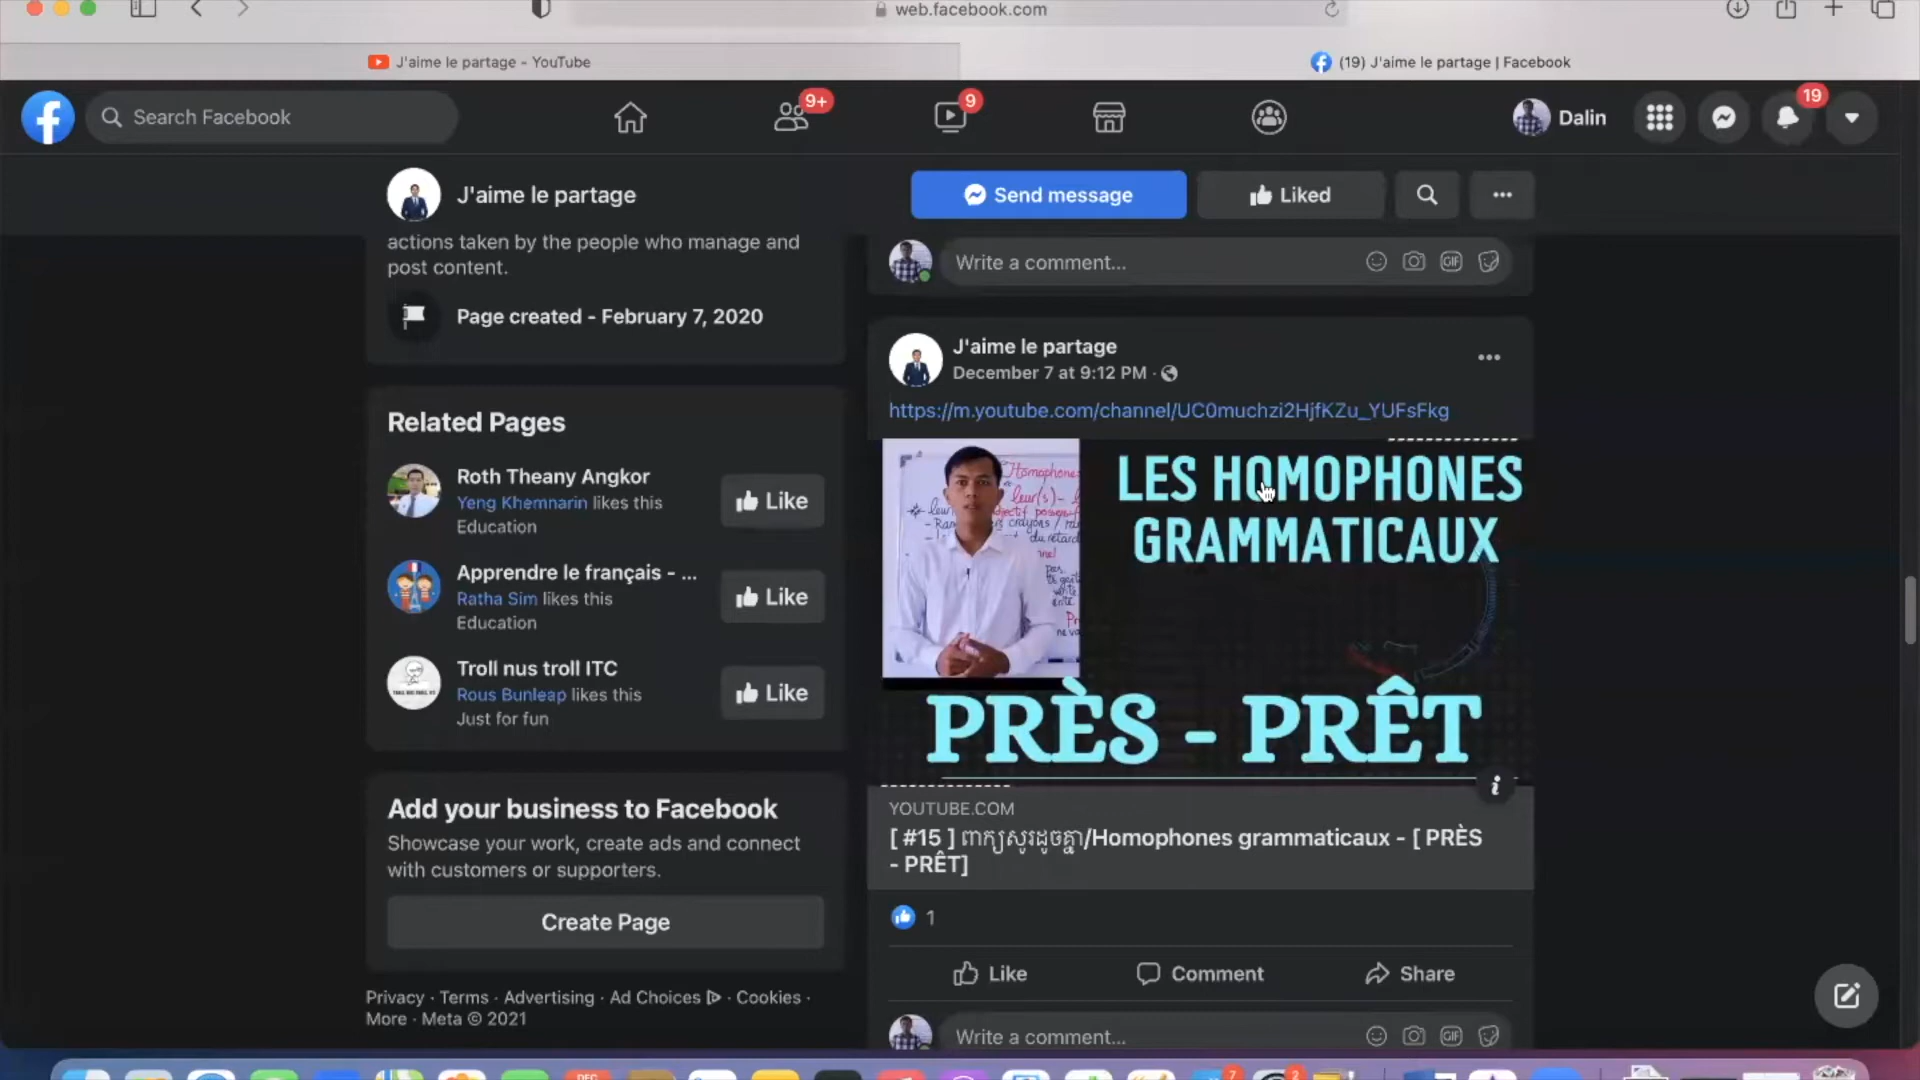 web.facebook.com
J'aime le partage - YouTube
(19) J'aime le partage | Facebook
Search Facebook
9+
9
Dalin
19
J'aime le partage
Send message
Liked
actions taken by the people who manage and
post content.
Page created - February 7, 2020
Related Pages
Roth Theany Angkor
Yeng Khemnarin likes this
Education
Like
Apprendre le français - ...
Ratha Sim likes this
Education
Like
Troll nus troll ITC
Rous Bunleap likes this
Just for fun
Like
Add your business to Facebook
Showcase your work, create ads and connect
with customers or supporters.
Create Page
Privacy · Terms · Advertising · Ad Choices · Cookies ·
More · Meta © 2021
Write a comment...
GIF
J'aime le partage
December 7 at 9:12 PM ·
https://m.youtube.com/channel/UC0muchzi2HjfKZu_YUFsFkg
Homophones
leur(s) -
LES HOMOPHONES
GRAMMATICAUX
PRÈS - PRÊT
YOUTUBE.COM
[ #15 ] ពាក្យសូរដូចគ្នា/Homophones grammaticaux - [ PRÈS
- PRÊT]
1
Like
Comment
Share
Write a comment...
GIF
DEC
7
2